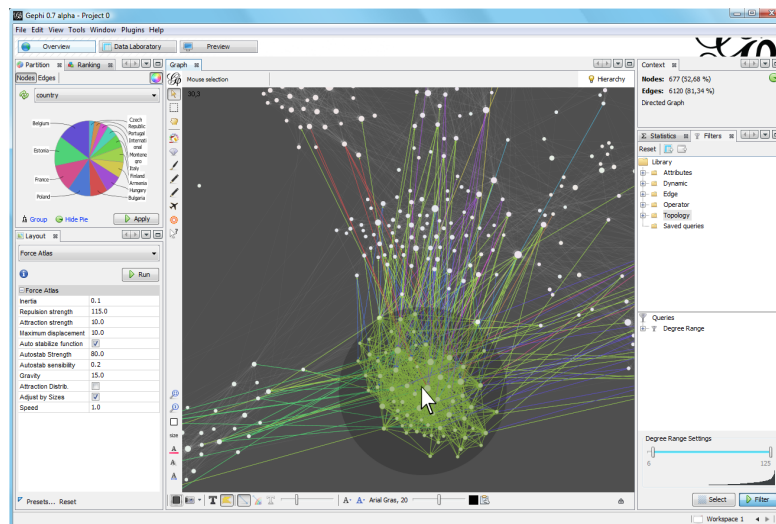 Gephi 0.7 alpha - Project 0
File Edit View Tools Window Plugins Help
Overview
Data Laboratory
Preview
Partition
Ranking
Nodes Edges
country
Belgium
Estonia
France
Poland
Czech Republic
Portugal
Internati onal
Montene gro
Italy
Finland
Armenia
Hungary
Bulgaria
Group
Hide Pie
Apply
Layout
Force Atlas
Run
Force Atlas
Inertia 0.1
Repulsion strength 115.0
Attraction strength 10.0
Maximum displacement 10.0
Auto stabilize function
Autostab Strength 80.0
Autostab sensibility 0.2
Gravity 15.0
Attraction Distrib.
Adjust by Sizes
Speed 1.0
Presets... Reset
Graph
Mouse selection
Hierarchy
30,3
SIZE
A
A
A
T
A- A- Arial Gras, 20
Context
Nodes: 677 (52,68 %)
Edges: 6120 (81,34 %)
Directed Graph
Statistics
Filters
Reset
Library
Attributes
Dynamic
Edge
Operator
Topology
Saved queries
Queries
Degree Range
Degree Range Settings
6 125
Select
Filter
Workspace 1